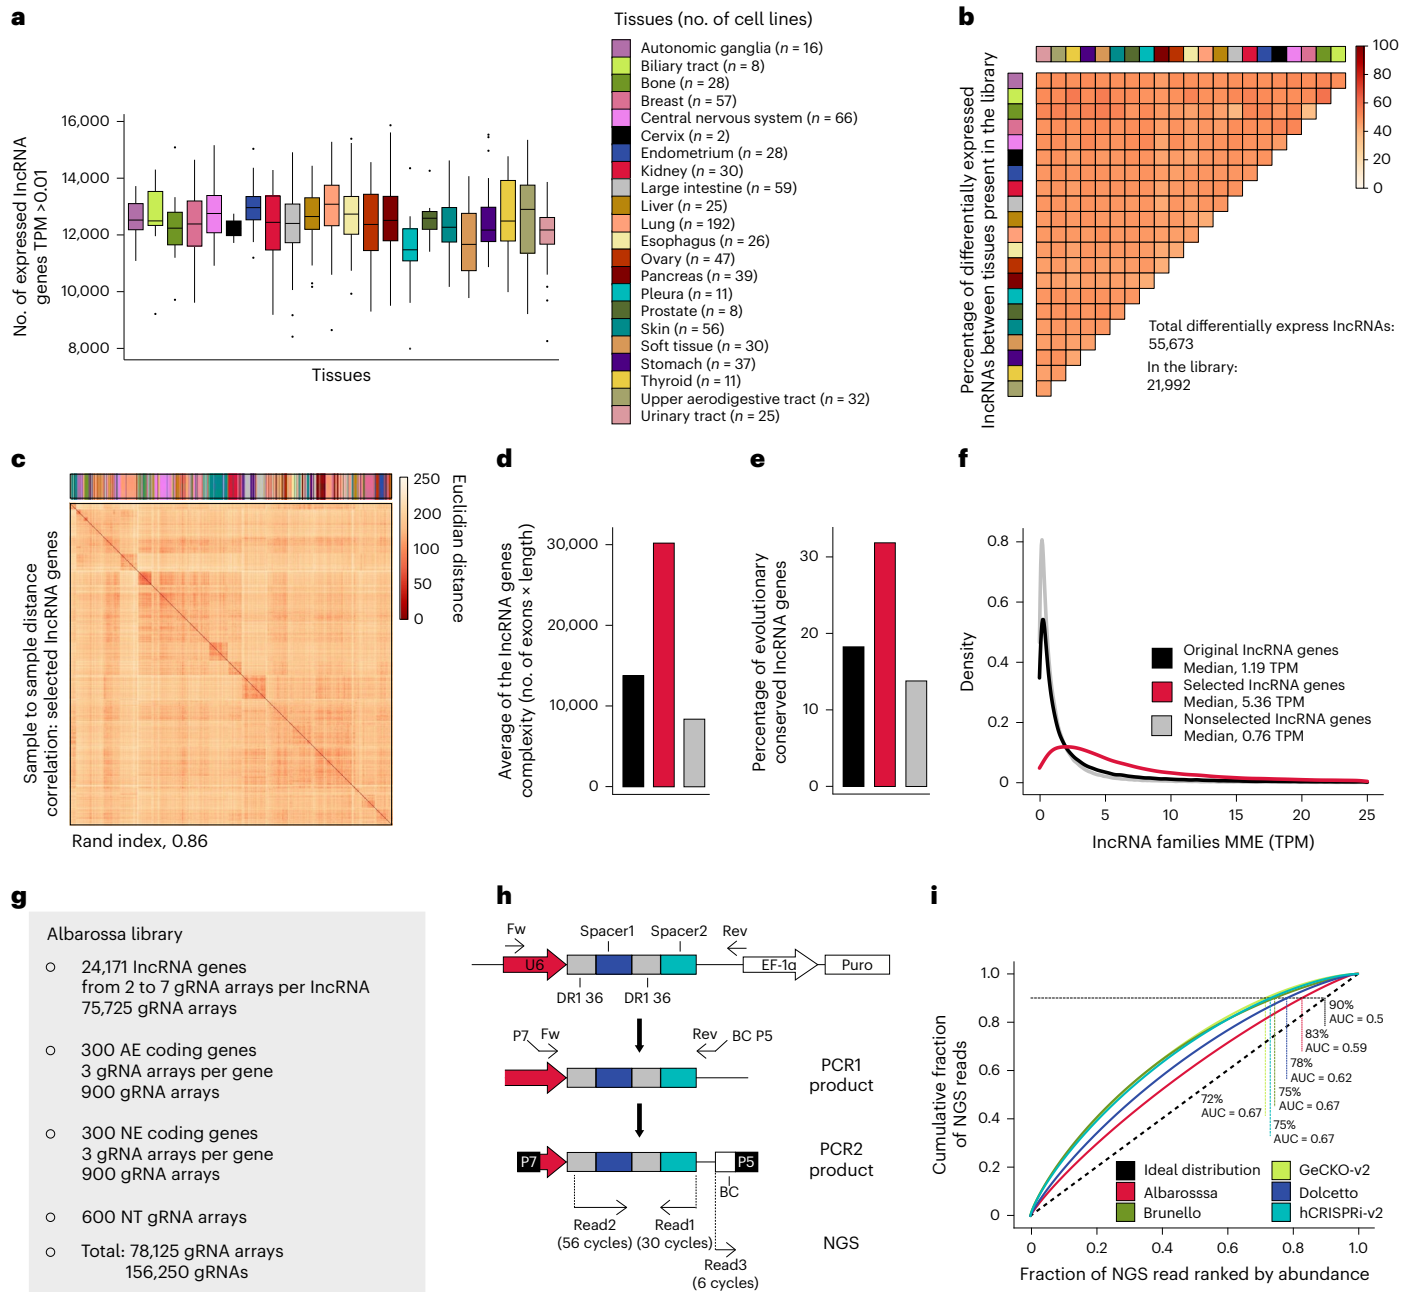 a
No. of expressed lncRNA
genes TPM >0.01
16,000
14,000
12,000
10,000
8,000
Tissues
Tissues (no. of cell lines)
Autonomic ganglia (n = 16)
Biliary tract (n = 8)
Bone (n = 28)
Breast (n = 57)
Central nervous system (n = 66)
Cervix (n = 2)
Endometrium (n = 28)
Kidney (n = 30)
Large intestine (n = 59)
Liver (n = 25)
Lung (n = 192)
Esophagus (n = 26)
Ovary (n = 47)
Pancreas (n = 39)
Pleura (n = 11)
Prostate (n = 8)
Skin (n = 56)
Soft tissue (n = 30)
Stomach (n = 37)
Thyroid (n = 11)
Upper aerodigestive tract (n = 32)
Urinary tract (n = 25)
b
Percentage of differentially expressed
lncRNAs between tissues present in the library
100
80
60
40
20
0
Total differentially express lncRNAs:
55,673
In the library:
21,992
c
Sample to sample distance
correlation: selected lncRNA genes
250
200
100
50
0
Euclidian distance
Rand index, 0.86
d
Average of the lncRNA genes
complexity (no. of exons × length)
30,000
20,000
10,000
0
e
Percentage of evolutionary
conserved lncRNA genes
30
20
10
0
f
Density
0.8
0.6
0.4
0.2
0
0
5
10
15
20
25
lncRNA families MME (TPM)
Original lncRNA genes
Median, 1.19 TPM
Selected lncRNA genes
Median, 5.36 TPM
Nonselected lncRNA genes
Median, 0.76 TPM
g
Albarossa library
24,171 lncRNA genes
from 2 to 7 gRNA arrays per lncRNA
75,725 gRNA arrays
300 AE coding genes
3 gRNA arrays per gene
900 gRNA arrays
300 NE coding genes
3 gRNA arrays per gene
900 gRNA arrays
600 NT gRNA arrays
Total: 78,125 gRNA arrays
156,250 gRNAs
h
Fw
Spacer1
Spacer2
Rev
U6
EF-1α
Puro
DR1 36
DR1 36
P7
Fw
Rev
BC P5
PCR1
product
P7
P5
BC
PCR2
product
Read2
(56 cycles)
Read1
(30 cycles)
NGS
Read3
(6 cycles)
i
Cumulative fraction
of NGS reads
1.0
0.8
0.6
0.4
0.2
0
0
0.2
0.4
0.6
0.8
1.0
Fraction of NGS read ranked by abundance
90%
AUC = 0.5
83%
AUC = 0.59
78%
AUC = 0.62
75%
AUC = 0.67
72%
AUC = 0.67
75%
AUC = 0.67
Ideal distribution
Albarosssa
Brunello
GeCKO-v2
Dolcetto
hCRISPRi-v2